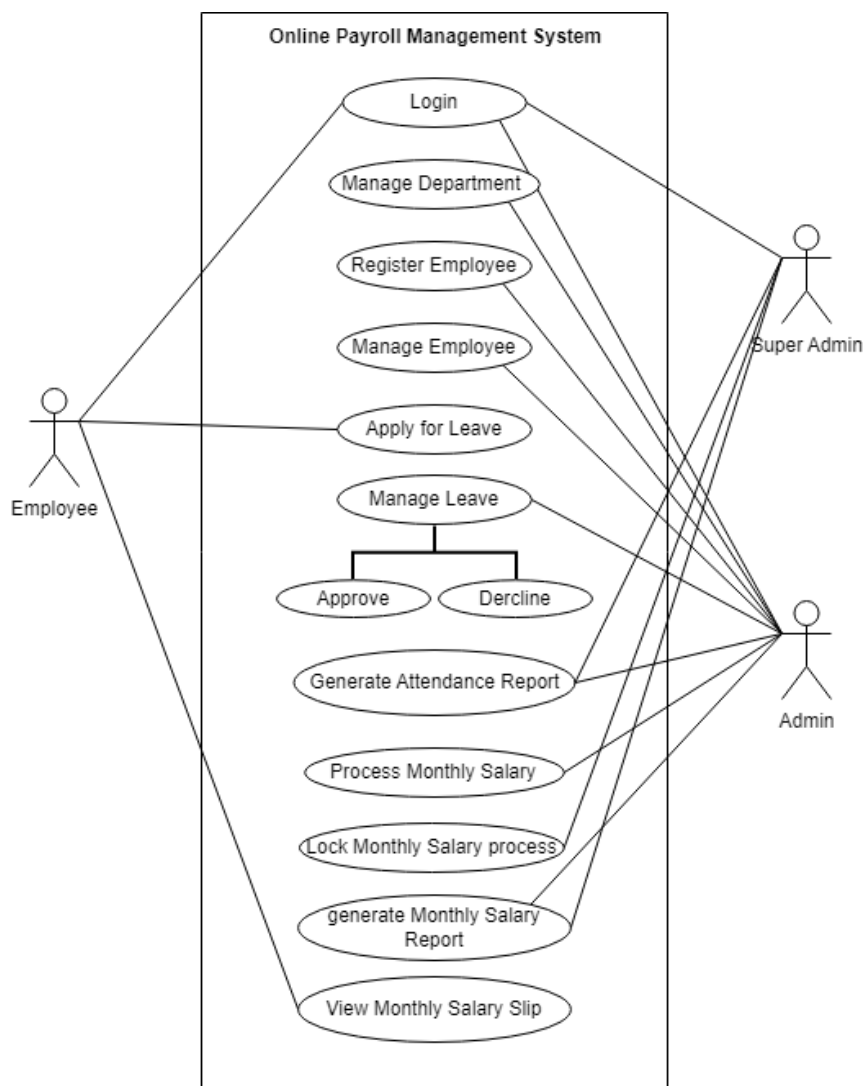 Online Payroll Management System
Login
Manage Department
Register Employee
Super Admin
Manage Employee
Apply for Leave
Employee
Manage Leave
Approve
Dercline
Generate Attendance Report
Admin
Process Monthly Salary
Lock Monthly Salary process
generate Monthly Salary
Report
View Monthly Salary Slip